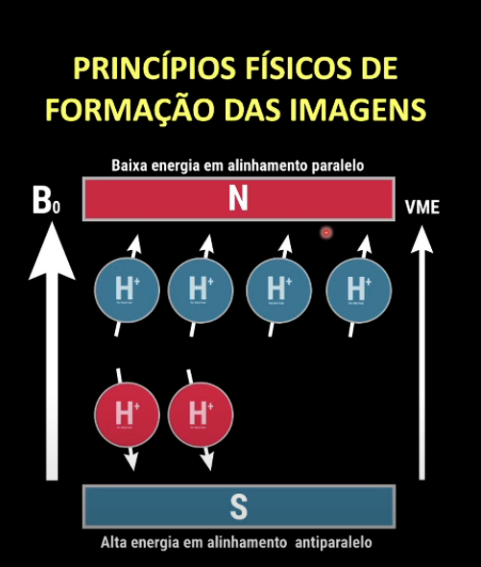 PRINCÍPIOS FÍSICOS DE
FORMAÇÃO DAS IMAGENS
Baixa energia em alinhamento paralelo
B₀
N
VME
H⁺ H⁺ H⁺ H⁺
H⁺ H⁺
S
Alta energia em alinhamento antiparalelo